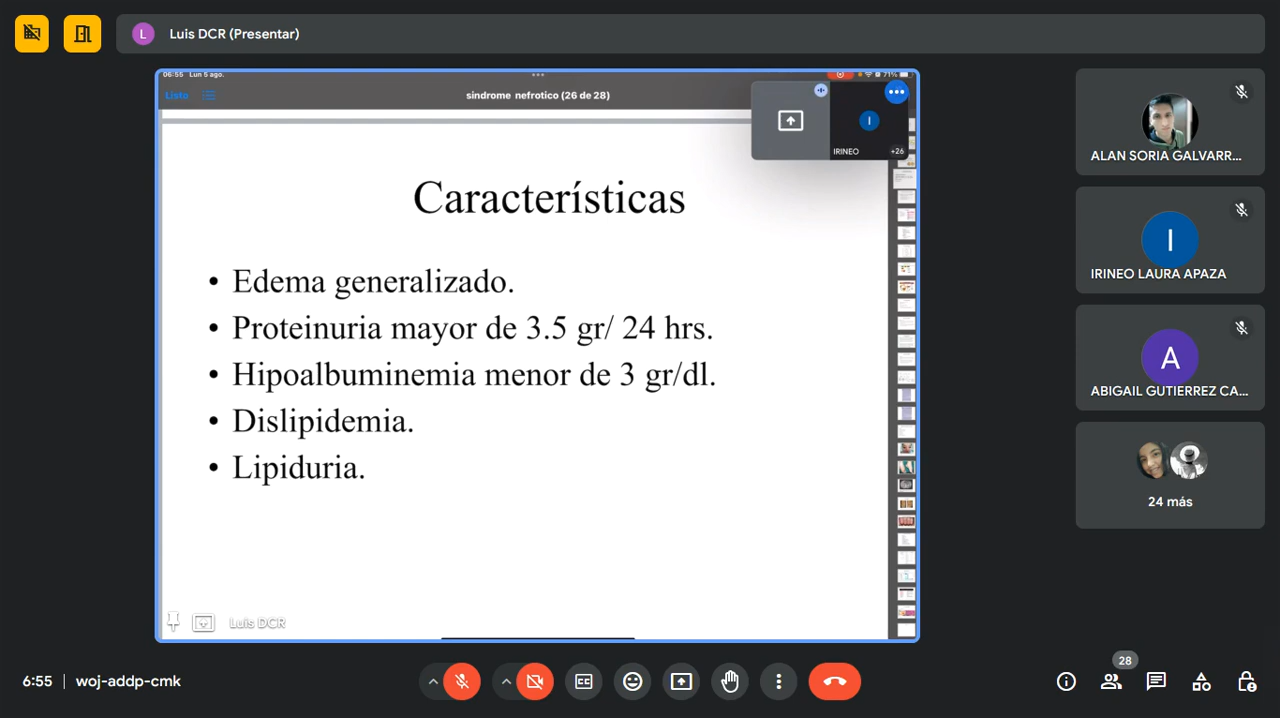 L Luis DCR (Presentar)
06:55 Lun 5 ago.
71%
Listo
sindrome nefrotico (26 de 28)
I
IRINEO
+26
Características
• Edema generalizado.
• Proteinuria mayor de 3.5 gr/ 24 hrs.
• Hipoalbuminemia menor de 3 gr/dl.
• Dislipidemia.
• Lipiduria.
Luis DCR
ALAN SORIA GALVARR...
I
IRINEO LAURA APAZA
A
ABIGAIL GUTIERREZ CA...
24 más
6:55 | woj-addp-cmk
CC
28